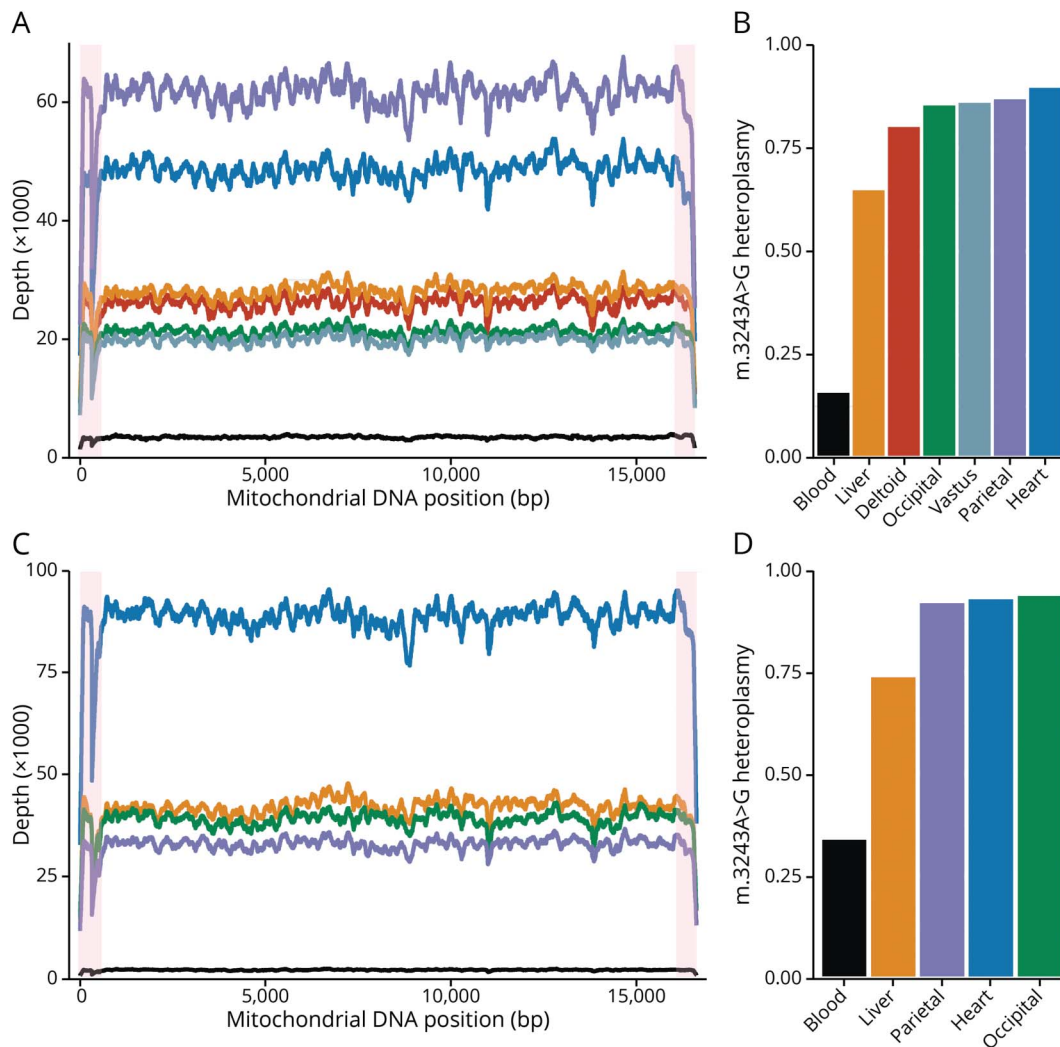 A
Depth (×1000)
60
40
20
0
0 5,000 10,000 15,000
Mitochondrial DNA position (bp)
B
m.3243A>G heteroplasmy
1.00
0.75
0.50
0.25
0.00
Blood Liver Deltoid Occipital Vastus Parietal Heart
C
Depth (×1000)
100
75
50
25
0
0 5,000 10,000 15,000
Mitochondrial DNA position (bp)
D
m.3243A>G heteroplasmy
1.00
0.75
0.50
0.25
0.00
Blood Liver Parietal Heart Occipital